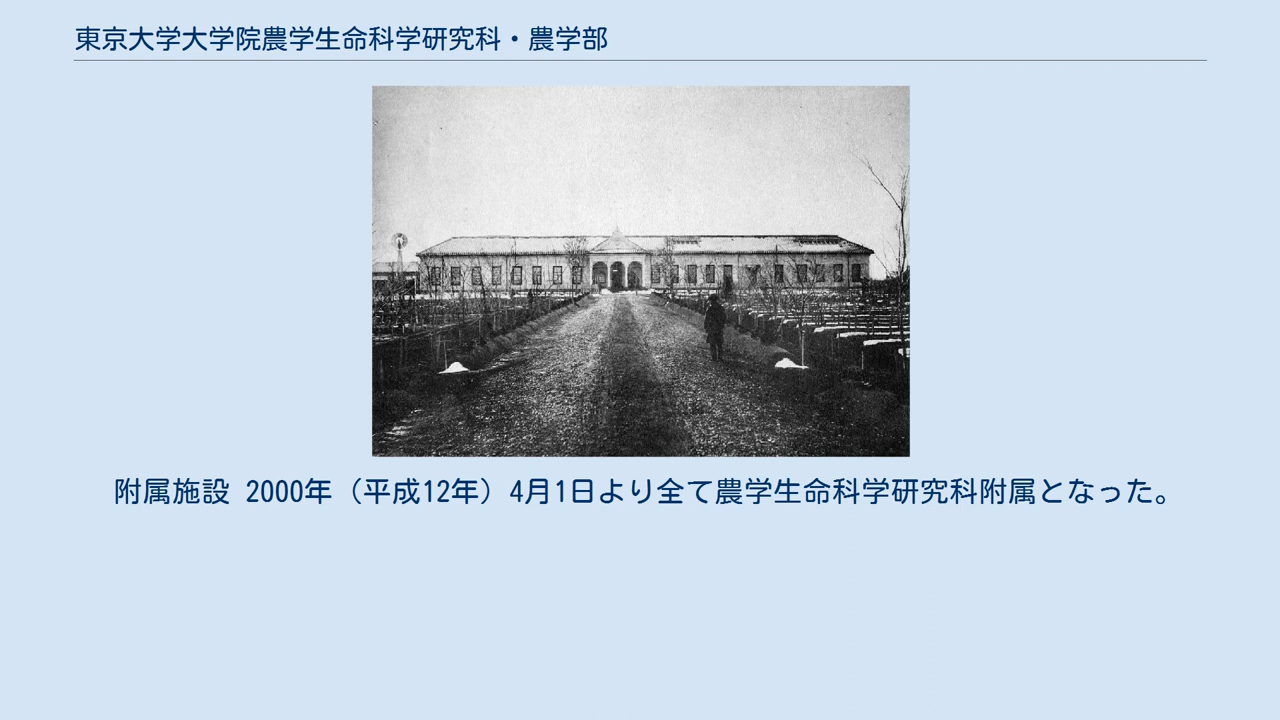 東京大学大学院農学生命科学研究科・農学部
附属施設 2000年（平成12年）4月1日より全て農学生命科学研究科附属となった。